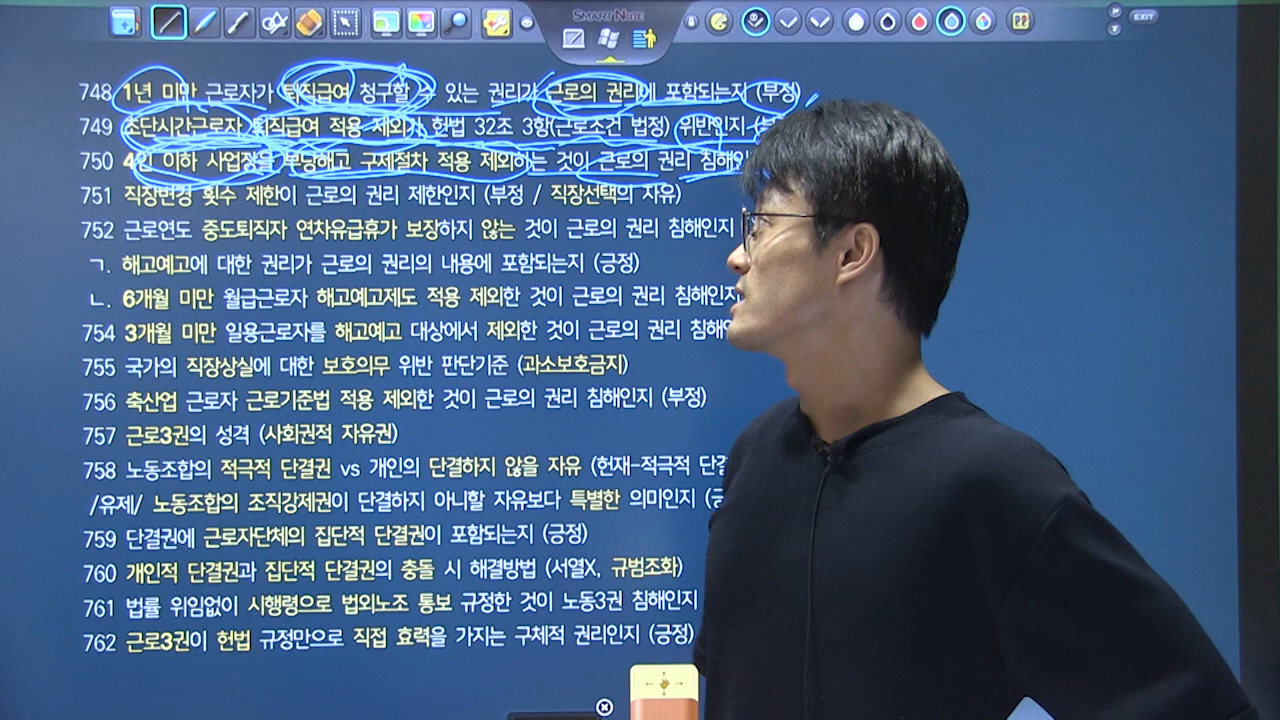 SMART NOTE
EXIT
748 1년 미만 근로자가 퇴직급여 청구할 수 있는 권리가 근로의 권리에 포함되는지 (부정)
749 초단시간근로자 퇴직급여 적용 제외가 헌법 32조 3항(근로조건 법정) 위반인지
750 4인 이하 사업장을 부당해고 구제절차 적용 제외하는 것이 근로의 권리
751 직장변경 횟수 제한이 근로의 권리 제한인지 (부정 / 직장선택의 자유)
752 근로연도 중도퇴직자 연차유급휴가 보장하지 않는 것이 근로의 권리 침해인지
ㄱ. 해고예고에 대한 권리가 근로의 권리의 내용에 포함되는지 (긍정)
ㄴ. 6개월 미만 월급근로자 해고예고제도 적용 제외한 것이 근로의 권리 침해인지
754 3개월 미만 일용근로자를 해고예고 대상에서 제외한 것이 근로의 권리
755 국가의 직장상실에 대한 보호의무 위반 판단기준 (과소보호금지)
756 축산업 근로자 근로기준법 적용 제외한 것이 근로의 권리 침해인지 (부정)
757 근로3권의 성격 (사회권적 자유권)
758 노동조합의 적극적 단결권 vs 개인의 단결하지 않을 자유 (헌재-적극적
/유제/ 노동조합의 조직강제권이 단결하지 아니할 자유보다 특별한 의미인지
759 단결권에 근로자단체의 집단적 단결권이 포함되는지 (긍정)
760 개인적 단결권과 집단적 단결권의 충돌 시 해결방법 (서열X, 규범조화)
761 법률 위임없이 시행령으로 법외노조 통보 규정한 것이 노동3권 침해인지
762 근로3권이 헌법 규정만으로 직접 효력을 가지는 구체적 권리인지 (긍정)